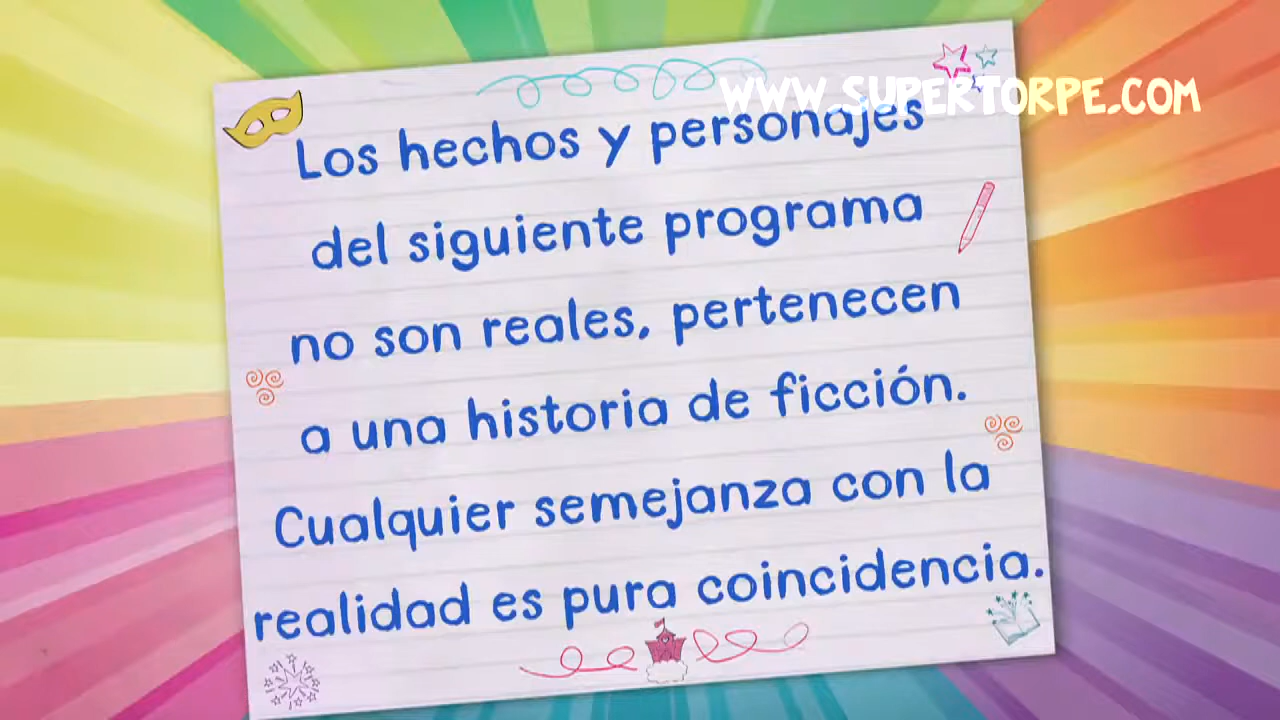 WWW.SUPERTORPE.COM
Los hechos y personajes
del siguiente programa
no son reales, pertenecen
a una historia de ficción.
Cualquier semejanza con la
realidad es pura coincidencia.